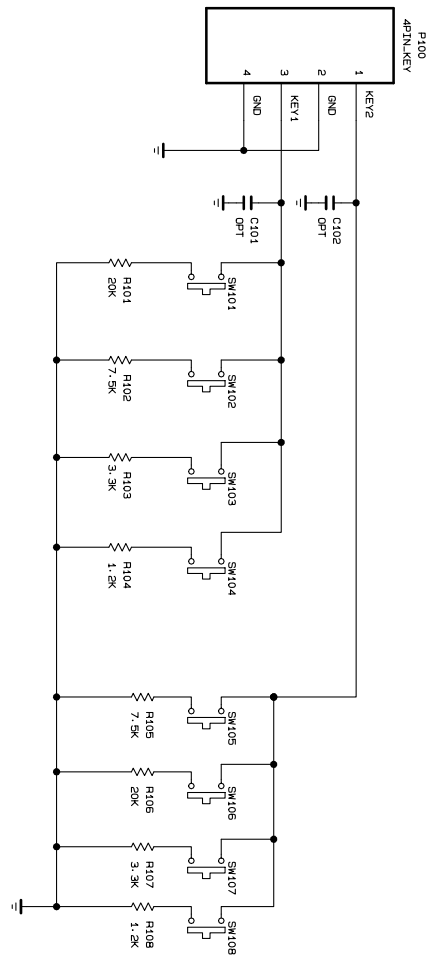 P100
4PIN_KEY
1
2
3
4
KEY2
GND
KEY1
GND
C102
OPT
C101
OPT
SW101
R101
20K
SW102
R102
7.5K
SW103
R103
3.3K
SW104
R104
1.2K
SW105
R105
7.5K
SW106
R106
20K
SW107
R107
3.3K
SW108
R108
1.2K